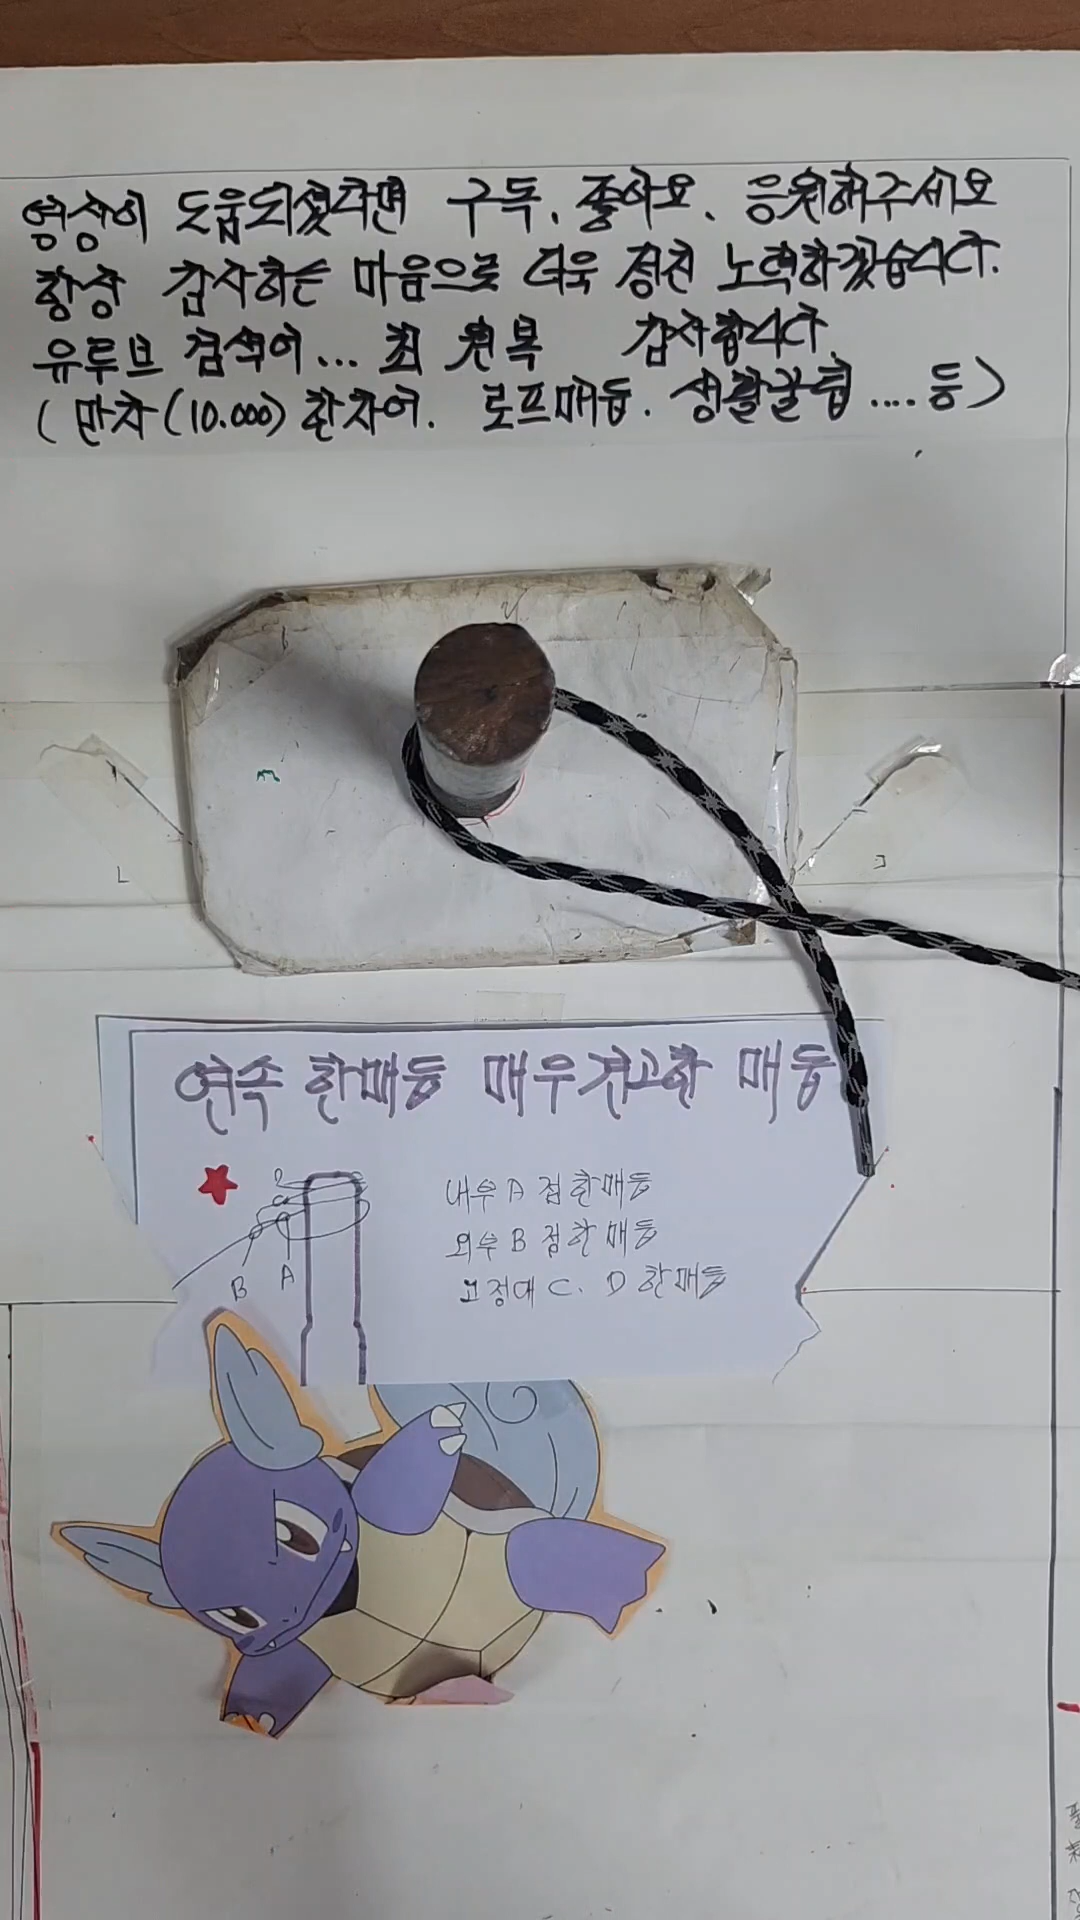 영상이 도움되셨다면 구독、좋아요、응원해주세요
항상 감사하는 마음으로 더욱 정진 노력하겠습니다.
유루브 검색어... 최 원복 감사합니다
(만자(10.000) 한자어. 로프매듭. 생활꿀팁 .... 등)
ㄴ
연속 한매듭 매우견고한 매듭
내부 A 점한매듭
외부 B 점한매듭
고정대 C. D 한매듭
D
C
B A